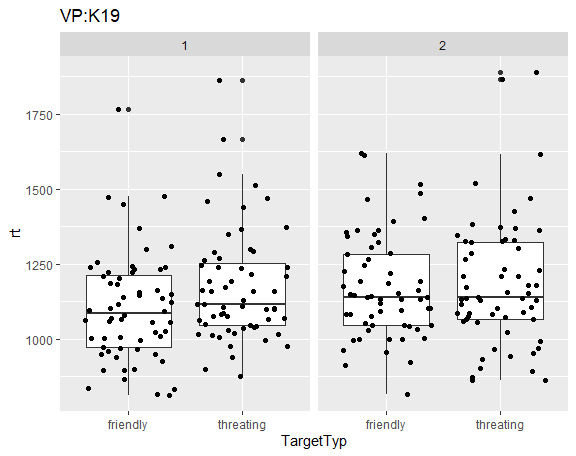 VP:K19
1 2
rt
1750
1500
1250
1000
friendly threating friendly threating
TargetTyp